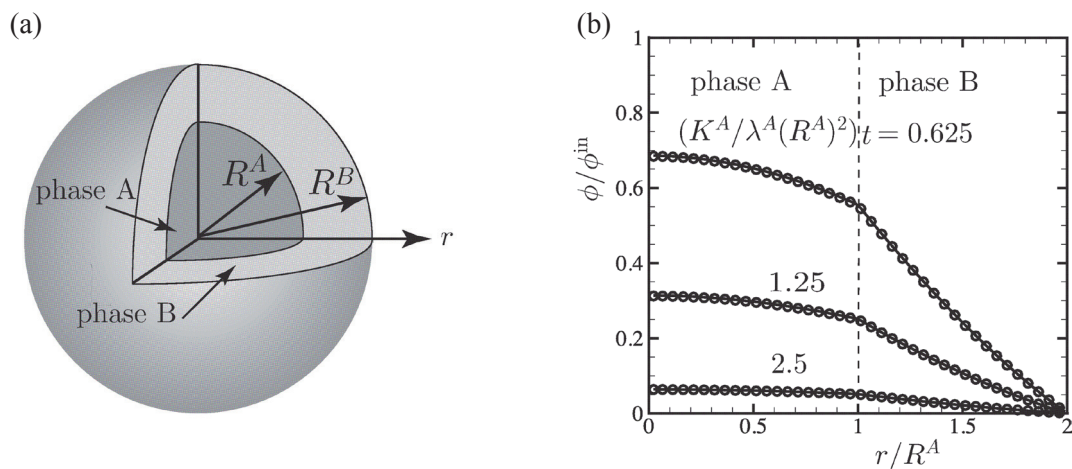 (a)
phase A
R^A
R^B
r
phase B
(b)
1
0.8
0.6
0.4
0.2
0
ϕ/ϕ^in
phase A
phase B
(K^A/λ^A(R^A)^2)t = 0.625
1.25
2.5
0
0.5
1
1.5
2
r/R^A